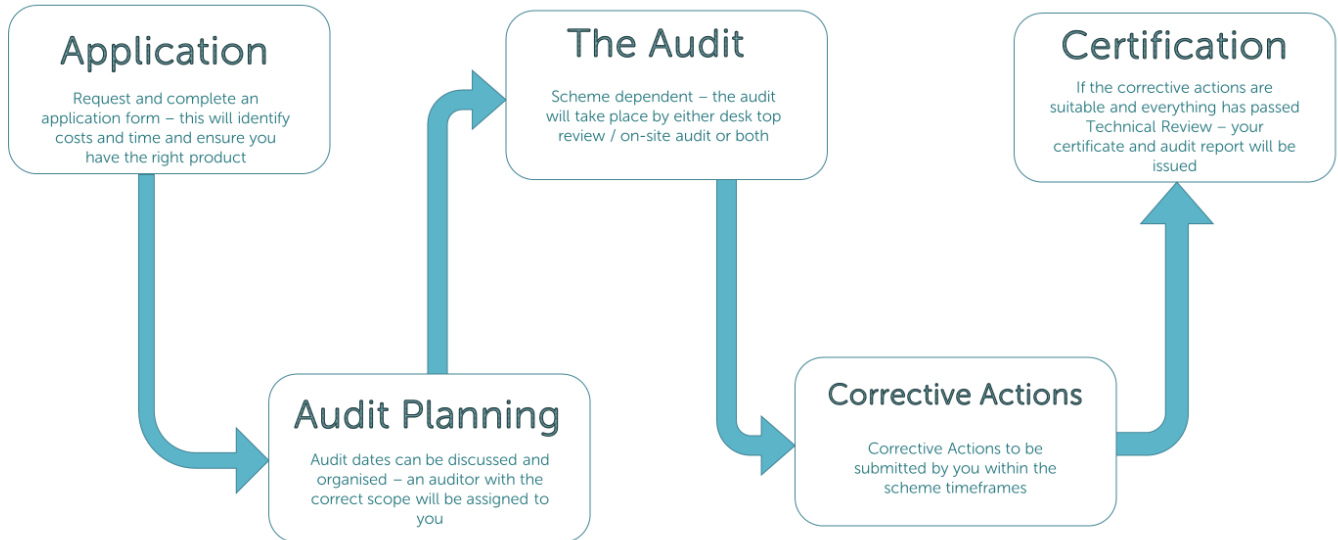 Application
Request and complete an
application form – this will identify
costs and time and ensure you
have the right product
Audit Planning
Audit dates can be discussed and
organised – an auditor with the
correct scope will be assigned to
you
The Audit
Scheme dependent – the audit
will take place by either desk top
review / on-site audit or both
Corrective Actions
Corrective Actions to be
submitted by you within the
scheme timeframes
Certification
If the corrective actions are
suitable and everything has passed
Technical Review – your
certificate and audit report will be
issued